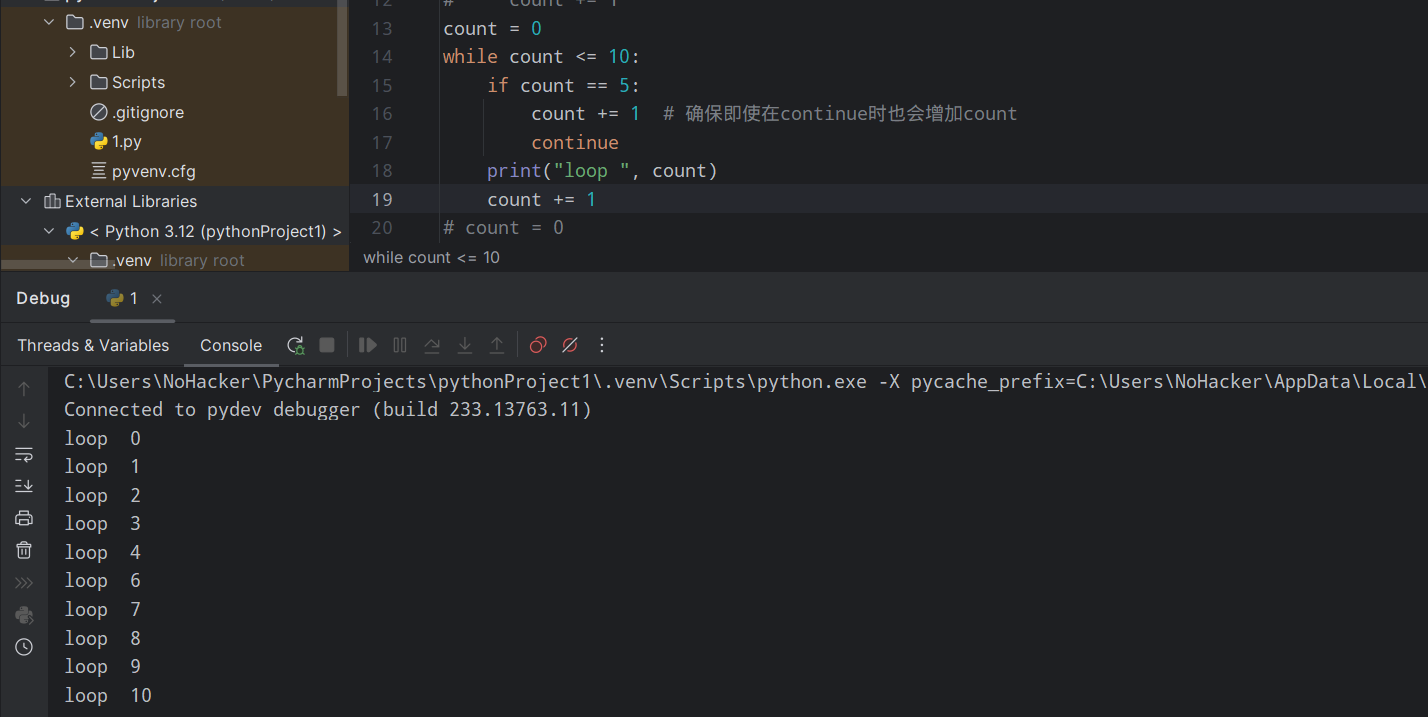 .venv library root
Lib
Scripts
.gitignore
1.py
pyvenv.cfg
External Libraries
< Python 3.12 (pythonProject1) >
.venv library root
12 # count += 1
13 count = 0
14 while count <= 10:
15 if count == 5:
16 count += 1 # 确保即使在continue时也会增加count
17 continue
18 print("loop ", count)
19 count += 1
20 # count = 0
while count <= 10
Debug 1
Threads & Variables Console
C:\Users\NoHacker\PycharmProjects\pythonProject1\.venv\Scripts\python.exe -X pycache_prefix=C:\Users\NoHacker\AppData\Local\
Connected to pydev debugger (build 233.13763.11)
loop  0
loop  1
loop  2
loop  3
loop  4
loop  6
loop  7
loop  8
loop  9
loop  10